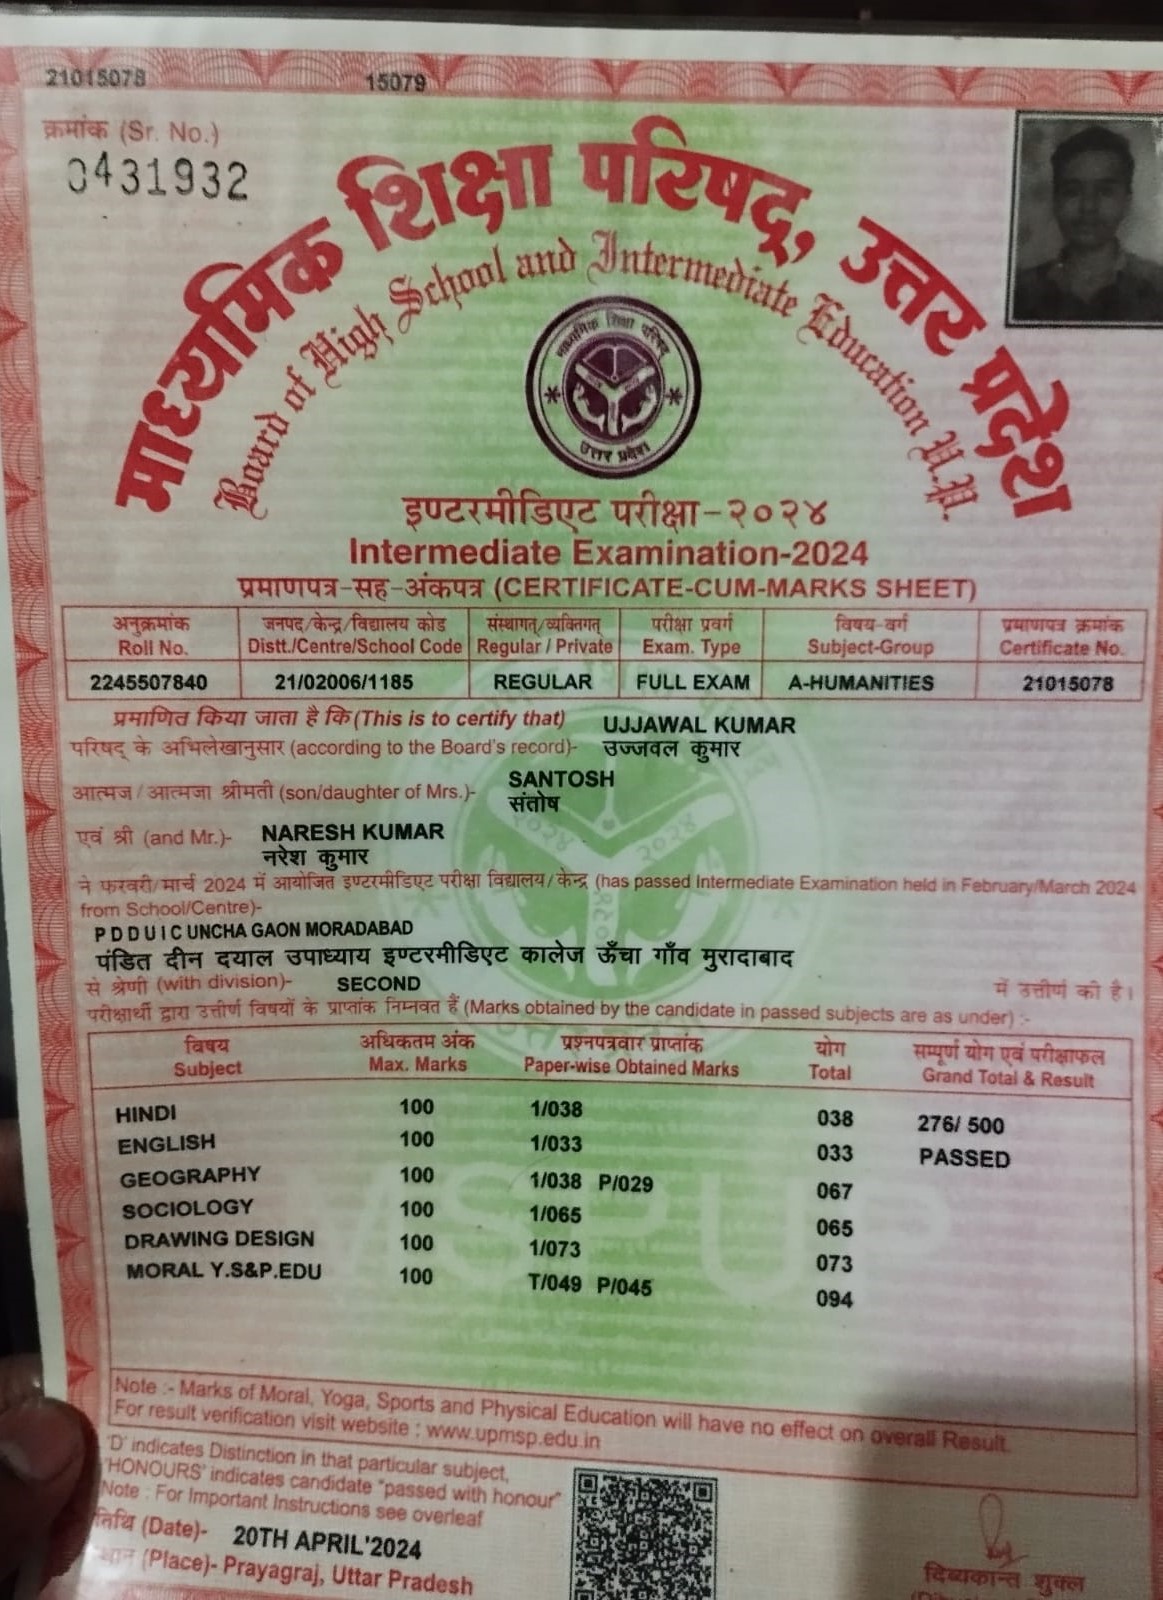 21015078 15079
क्रमांक (Sr. No.)
0431932
माध्यमिक शिक्षा परिषद्, उत्तर प्रदेश
Board of High School and Intermediate Education U.P.
माध्यमिक शिक्षा परिषद
उत्तर प्रदेश
इण्टरमीडिएट परीक्षा-२०२४
Intermediate Examination-2024
प्रमाणपत्र-सह-अंकपत्र (CERTIFICATE-CUM-MARKS SHEET)
अनुक्रमांक जनपद/केन्द्र/विद्यालय कोड संस्थागत/व्यक्तिगत परीक्षा प्रवर्ग विषय-वर्ग प्रमाणपत्र क्रमांक
Roll No. Distt./Centre/School Code Regular / Private Exam. Type Subject-Group Certificate No.
2245507840 21/02006/1185 REGULAR FULL EXAM A-HUMANITIES 21015078
प्रमाणित किया जाता है कि (This is to certify that) UJJAWAL KUMAR
परिषद् के अभिलेखानुसार (according to the Board's record)- उज्जवल कुमार
SANTOSH
आत्मज/आत्मजा श्रीमती (son/daughter of Mrs.)- संतोष
एवं श्री (and Mr.)- NARESH KUMAR
नरेश कुमार
ने फरवरी/मार्च 2024 में आयोजित इण्टरमीडिएट परीक्षा विद्यालय/केन्द्र (has passed Intermediate Examination held in February/March 2024
from School/Centre)-
P D D U I C UNCHA GAON MORADABAD
पंडित दीन दयाल उपाध्याय इण्टरमीडिएट कालेज ऊँचा गाँव मुरादाबाद
से श्रेणी (with division)- SECOND में उत्तीर्ण की है।
परीक्षार्थी द्वारा उत्तीर्ण विषयों के प्राप्तांक निम्नवत हैं (Marks obtained by the candidate in passed subjects are as under) :-
विषय अधिकतम अंक प्रश्नपत्रवार प्राप्तांक योग सम्पूर्ण योग एवं परीक्षाफल
Subject Max. Marks Paper-wise Obtained Marks Total Grand Total & Result
HINDI 100 1/038 038 276/ 500
ENGLISH 100 1/033 033 PASSED
GEOGRAPHY 100 1/038 P/029 067
SOCIOLOGY 100 1/065 065
DRAWING DESIGN 100 1/073 073
MORAL Y.S&P.EDU 100 T/049 P/045 094
Note :- Marks of Moral, Yoga, Sports and Physical Education will have no effect on overall Result.
For result verification visit website : www.upmsp.edu.in
'D' indicates Distinction in that particular subject,
'HONOURS' indicates candidate "passed with honour"
Note : For Important Instructions see overleaf
तिथि (Date)- 20TH APRIL'2024
स्थान (Place)- Prayagraj, Uttar Pradesh
दिव्यकान्त शुक्ल